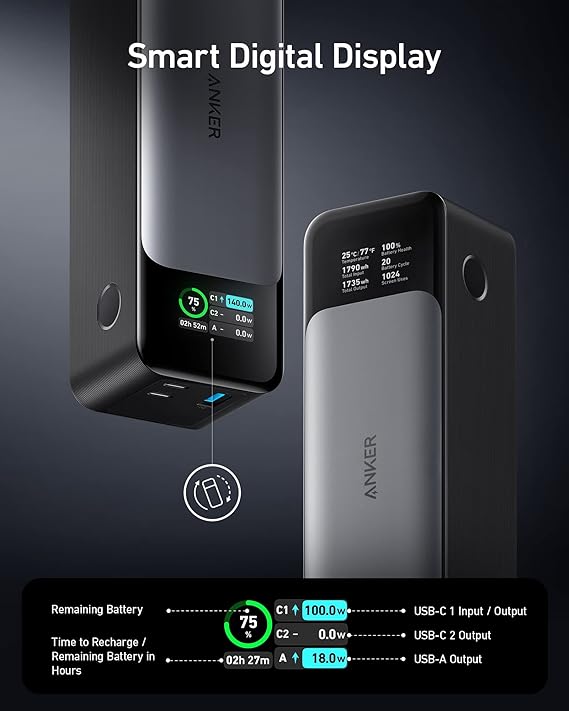 Smart Digital Display
ANKER
75
%
02h 52m
C1 ↑ 140.0w
C2 – 0.0w
A – 0.0w
25°C/77°F
Temperature
100%
Battery Health
1790wh
Total Input
20
Battery Cycle
1735wh
Total Output
1024
Screen Uses
ANKER
Remaining Battery
Time to Recharge /
Remaining Battery in
Hours
75
%
02h 27m
C1 ↑ 100.0w
C2 – 0.0w
A ↑ 18.0w
USB-C 1 Input / Output
USB-C 2 Output
USB-A Output